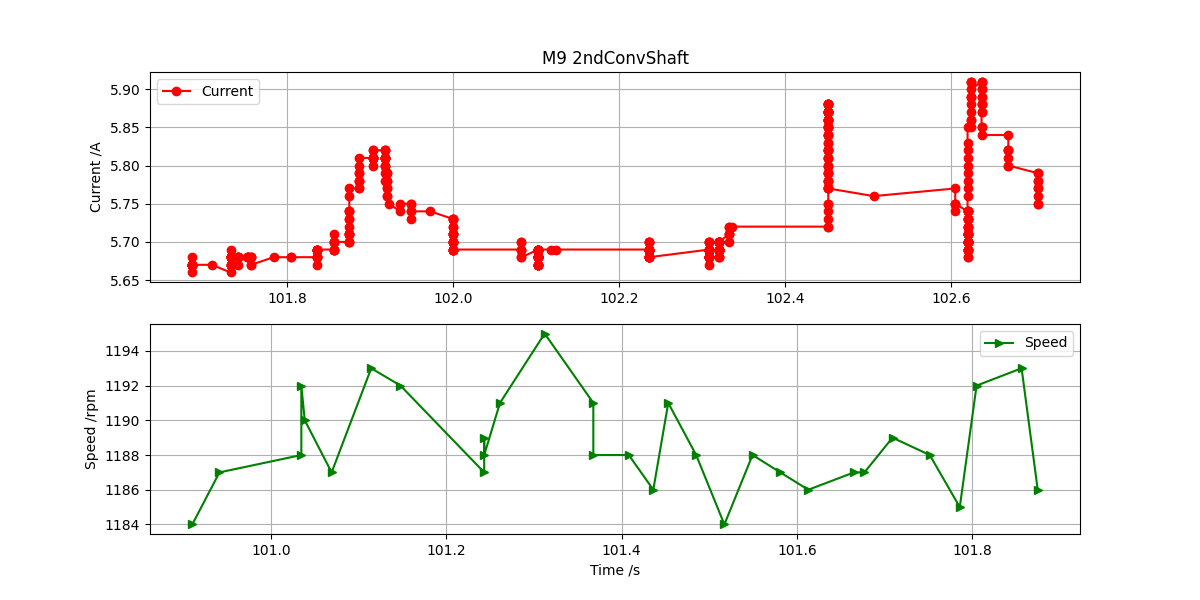 M9 2ndConvShaft
Current /A
5.90
5.85
5.80
5.75
5.70
5.65
Current
101.8 102.0 102.2 102.4 102.6
Speed /rpm
1194
1192
1190
1188
1186
1184
Speed
101.0 101.2 101.4 101.6 101.8
Time /s